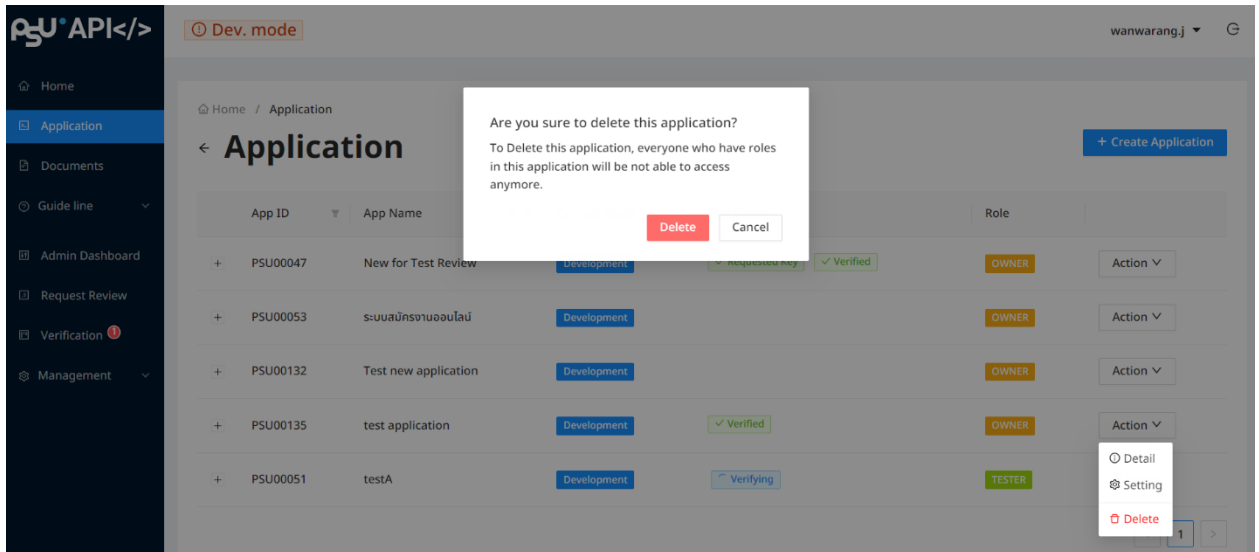 PSU API</>
Dev. mode
wanwarang.j
Home
Application
Documents
Guide line
Admin Dashboard
Request Review
Verification 1
Management
Home / Application
Application
+ Create Application
Are you sure to delete this application?
To Delete this application, everyone who have roles
in this application will be not able to access
anymore.
Delete Cancel
App ID App Name Role
+ PSU00047 New for Test Review Development Requested Key Verified OWNER Action
+ PSU00053 ระบบสมัครงานออนไลน์ Development OWNER Action
+ PSU00132 Test new application Development OWNER Action
+ PSU00135 test application Development Verified OWNER Action
+ PSU00051 testA Development Verifying TESTER
Detail
Setting
Delete
1 >